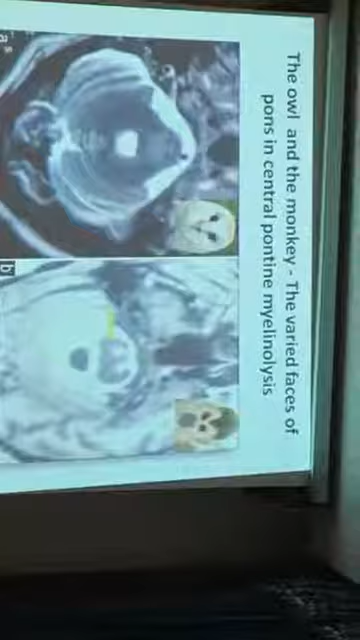 The owl and the monkey - The varied faces of
pons in central pontine myelinolysis
a
b